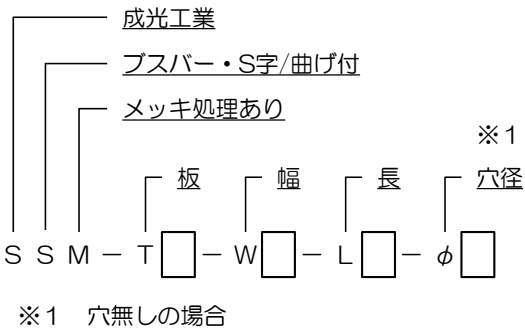 成光工業
ブスバー・S字/曲げ付
メッキ処理あり
※1
板 幅 長 穴径
S S M － T□－ W□－ L□－ φ□
※1 穴無しの場合